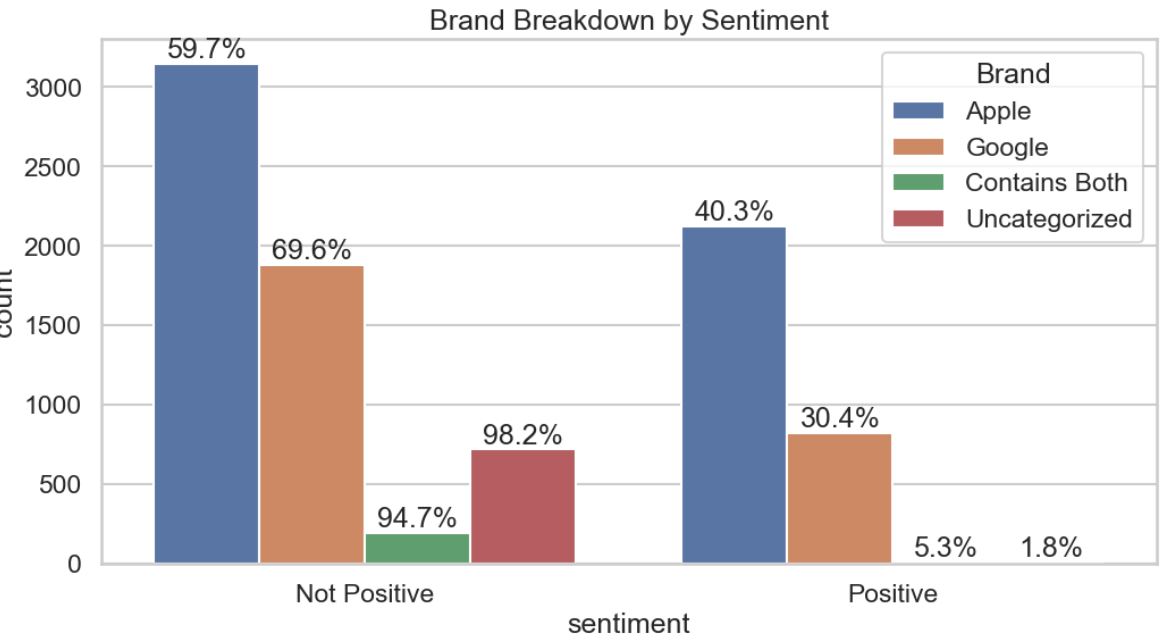 Brand Breakdown by Sentiment
59.7%
69.6%
94.7%
98.2%
40.3%
30.4%
5.3%
1.8%
Brand
Apple
Google
Contains Both
Uncategorized
count
3000
2500
2000
1500
1000
500
0
Not Positive
Positive
sentiment